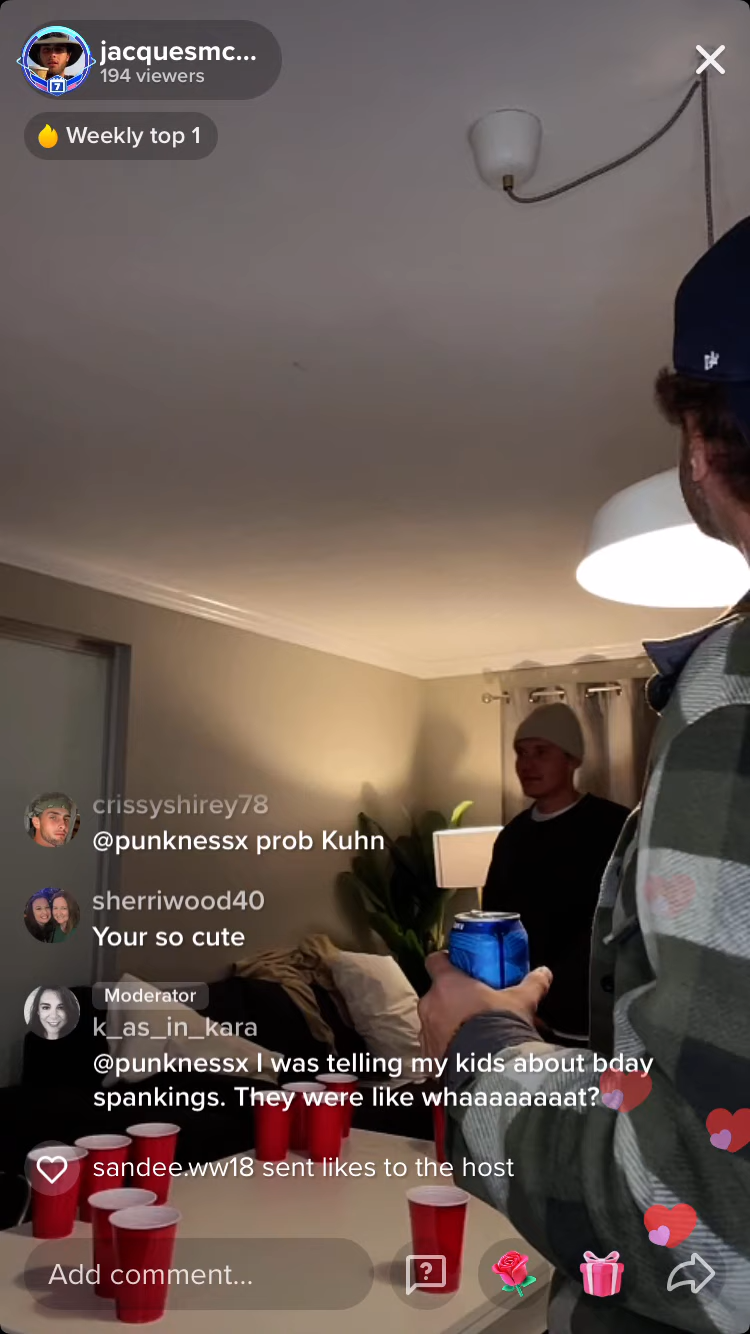 jacquesmc...
194 viewers
7
Weekly top 1
crissyshirey78
@punknessx prob Kuhn
sherriwood40
Your so cute
Moderator
k_as_in_kara
@punknessx I was telling my kids about bday
spankings. They were like whaaaaaaaat?
sandee.ww18 sent likes to the host
Add comment...
?